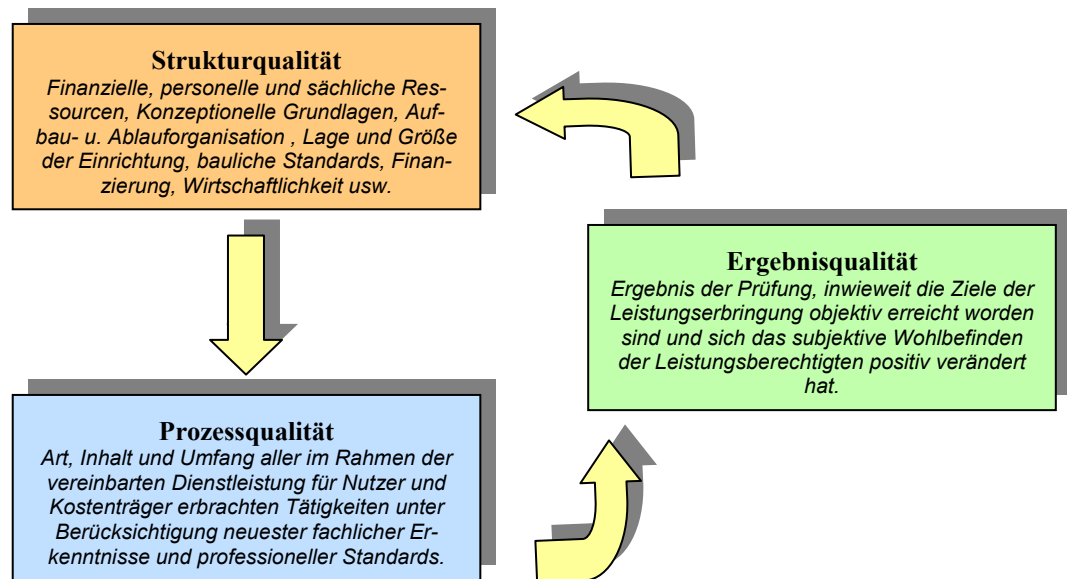 Strukturqualität
Finanzielle, personelle und sächliche Res-
sourcen, Konzeptionelle Grundlagen, Auf-
bau- u. Ablauforganisation , Lage und Größe
der Einrichtung, bauliche Standards, Finan-
zierung, Wirtschaftlichkeit usw.
Ergebnisqualität
Ergebnis der Prüfung, inwieweit die Ziele der
Leistungserbringung objektiv erreicht worden
sind und sich das subjektive Wohlbefinden
der Leistungsberechtigten positiv verändert
hat.
Prozessqualität
Art, Inhalt und Umfang aller im Rahmen der
vereinbarten Dienstleistung für Nutzer und
Kostenträger erbrachten Tätigkeiten unter
Berücksichtigung neuester fachlicher Er-
kenntnisse und professioneller Standards.